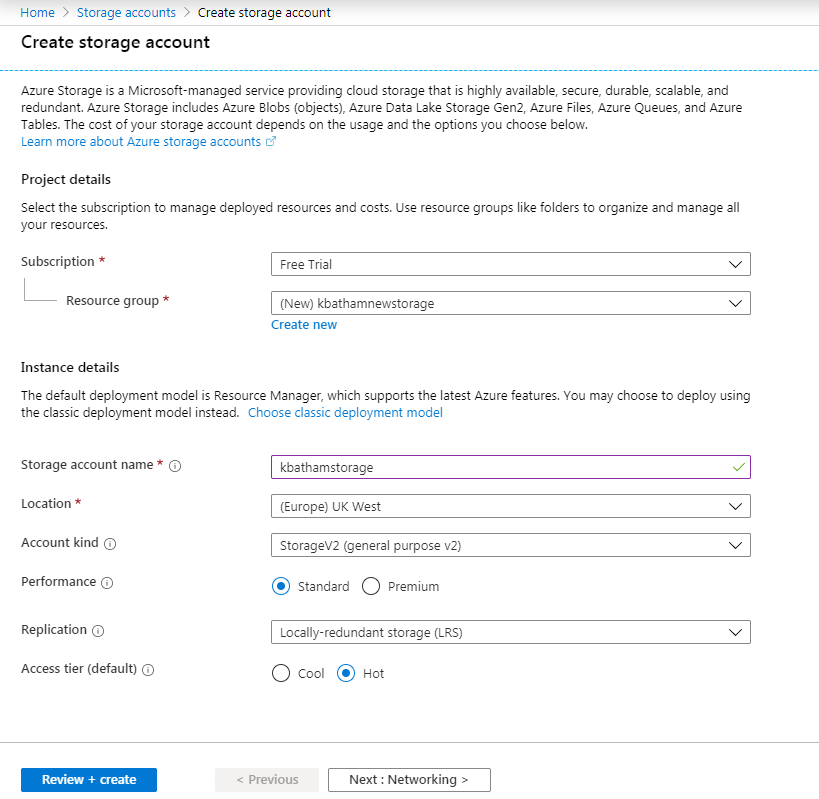 Home > Storage accounts > Create storage account
Create storage account
Azure Storage is a Microsoft-managed service providing cloud storage that is highly available, secure, durable, scalable, and
redundant. Azure Storage includes Azure Blobs (objects), Azure Data Lake Storage Gen2, Azure Files, Azure Queues, and Azure
Tables. The cost of your storage account depends on the usage and the options you choose below.
Learn more about Azure storage accounts
Project details
Select the subscription to manage deployed resources and costs. Use resource groups like folders to organize and manage all
your resources.
Subscription * Free Trial
Resource group * (New) kbathamnewstorage
Create new
Instance details
The default deployment model is Resource Manager, which supports the latest Azure features. You may choose to deploy using
the classic deployment model instead. Choose classic deployment model
Storage account name * kbathamstorage
Location * (Europe) UK West
Account kind StorageV2 (general purpose v2)
Performance Standard Premium
Replication Locally-redundant storage (LRS)
Access tier (default) Cool Hot
Review + create < Previous Next : Networking >